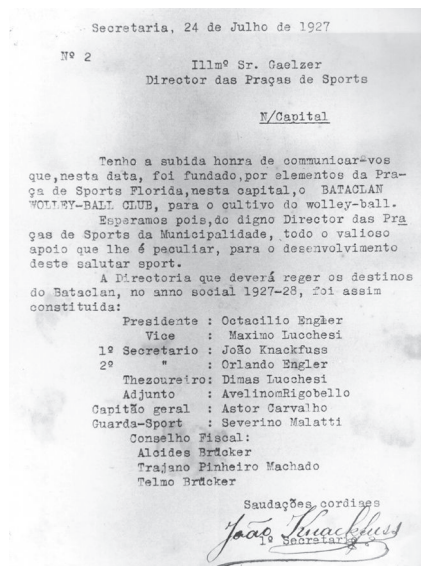 Secretaria, 24 de Julho de 1927
Nº 2
Illmº Sr. Gaelzer
Director das Praças de Sports
N/Capital
Tenho a subida honra de communicar-vos
que,nesta data, foi fundado,por elementos da Pra-
ça de Sports Florida,nesta capital,o BATACLAN
WOLLEY-BALL CLUB, para o cultivo do wolley-ball.
Esperamos pois,do digno Director das Pra
ças de Sports da Municipalidade, todo o valioso
apoio que lhe é peculiar, para o desenvolvimento
deste salutar sport.
A Directoria que deverá reger os destinos
do Bataclan, no anno social 1927-28, foi assim
constituida:
Presidente : Octacilio Engler
Vice : Maximo Lucchesi
1º Secretario : João Knackfuss
2º " : Orlando Engler
Thezoureiro: Dimas Lucchesi
Adjunto : AvelinomRigobello
Capitão geral : Astor Carvalho
Guarda-Sport : Severino Malatti
Conselho Fiscal:
Alcides Brücker
Trajano Pinheiro Machado
Telmo Brücker
Saudações cordiaes
João Knackfuss
1º Secretario